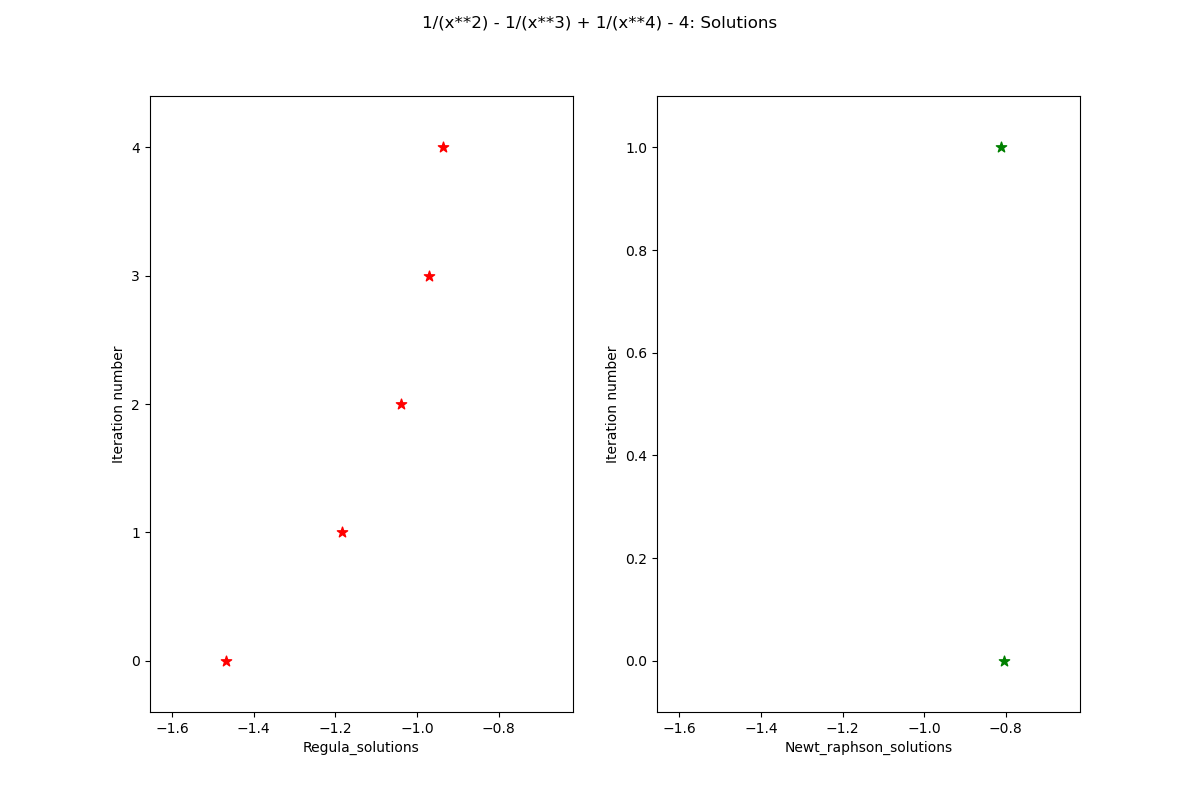 1/(x**2) - 1/(x**3) + 1/(x**4) - 4: Solutions
4
3
2
1
0
Iteration number
−1.6 −1.4 −1.2 −1.0 −0.8
Regula_solutions
1.0
0.8
0.6
0.4
0.2
0.0
Iteration number
−1.6 −1.4 −1.2 −1.0 −0.8
Newt_raphson_solutions